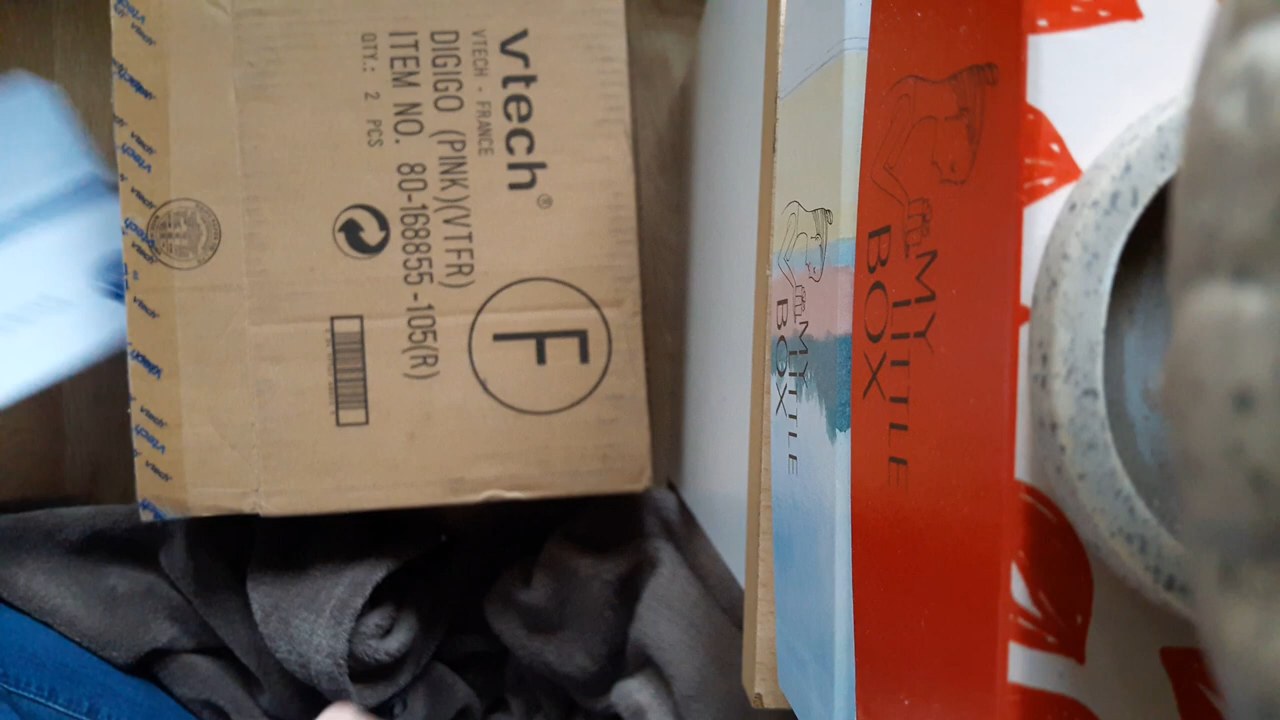 vtech®
VTECH - FRANCE
DIGIGO (PINK)(VTFR)
ITEM NO. 80-168855-105(R)
QTY.: 2 PCS
F
MY LITTLE
BOX
MY LITTLE
BOX